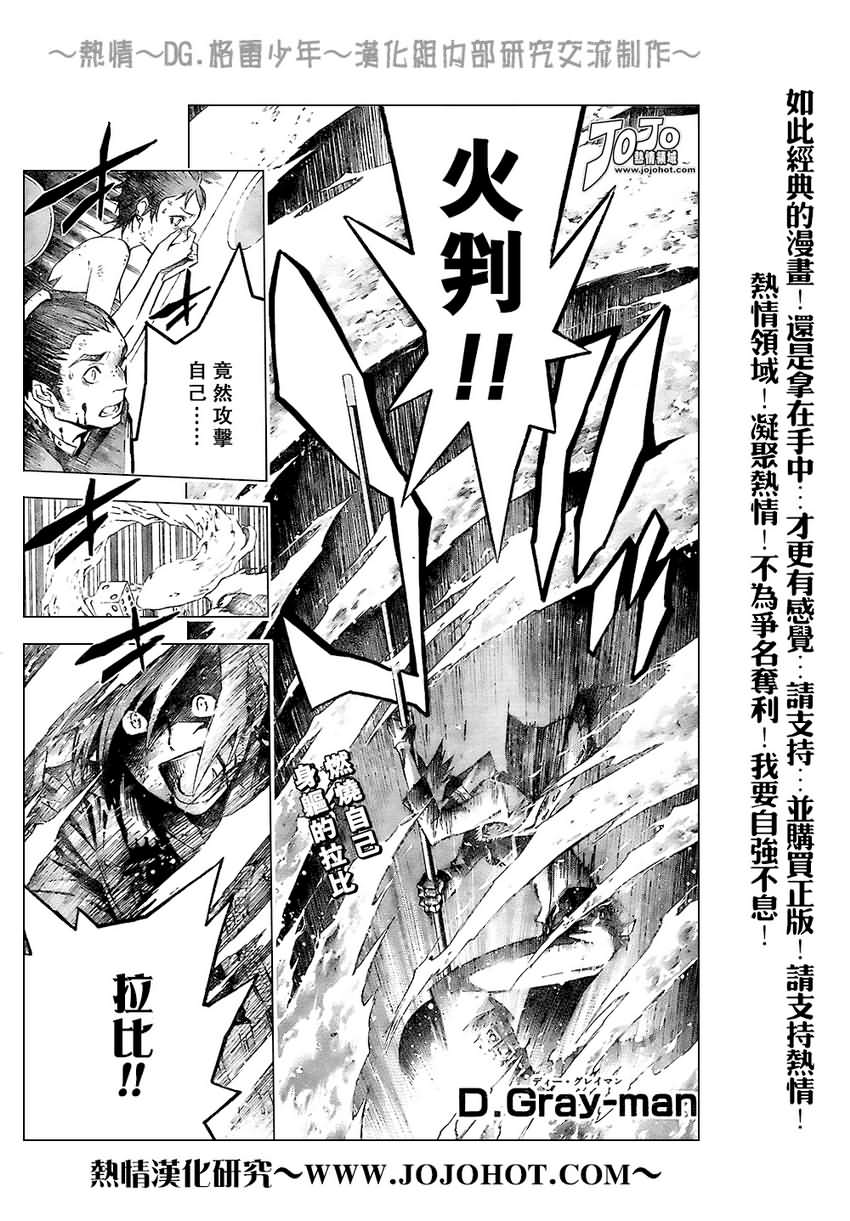 ～熱情～DG.格雷少年～漢化組內部研究交流制作～
如此經典的漫畫！還是拿在手中…才更有感覺…請支持…並購買正版！請支持熱情！
熱情領域！凝聚熱情！不為爭名奪利！我要自強不息！
JOJO
熱情領域
www.jojohot.com
火判!!
竟然攻擊
自己……
燃燒自己
身軀的拉比
拉比!!
ディー・グレイマン
D.Gray-man
熱情漢化研究～WWW.JOJOHOT.COM～